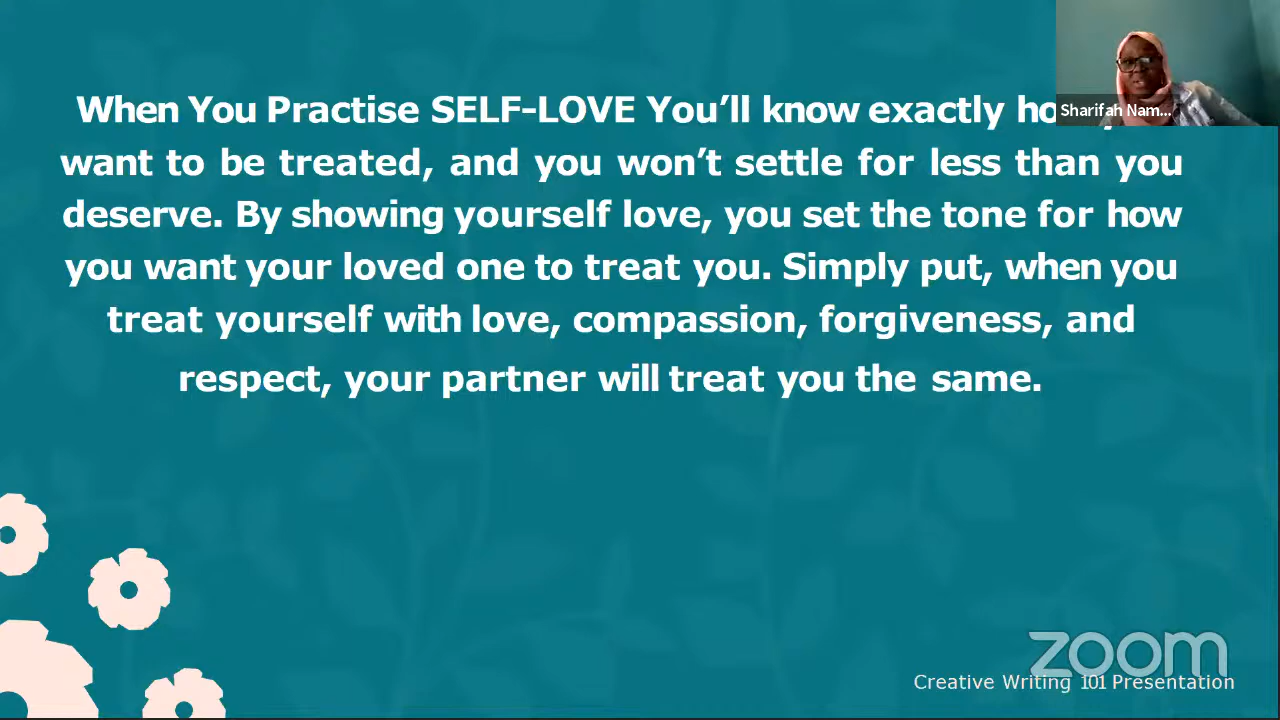 When You Practise SELF-LOVE You’ll know exactly
want to be treated, and you won’t settle for less than you
deserve. By showing yourself love, you set the tone for how
you want your loved one to treat you. Simply put, when you
treat yourself with love, compassion, forgiveness, and
respect, your partner will treat you the same.
Sharifah Nam...
zoom
Creative Writing 101 Presentation